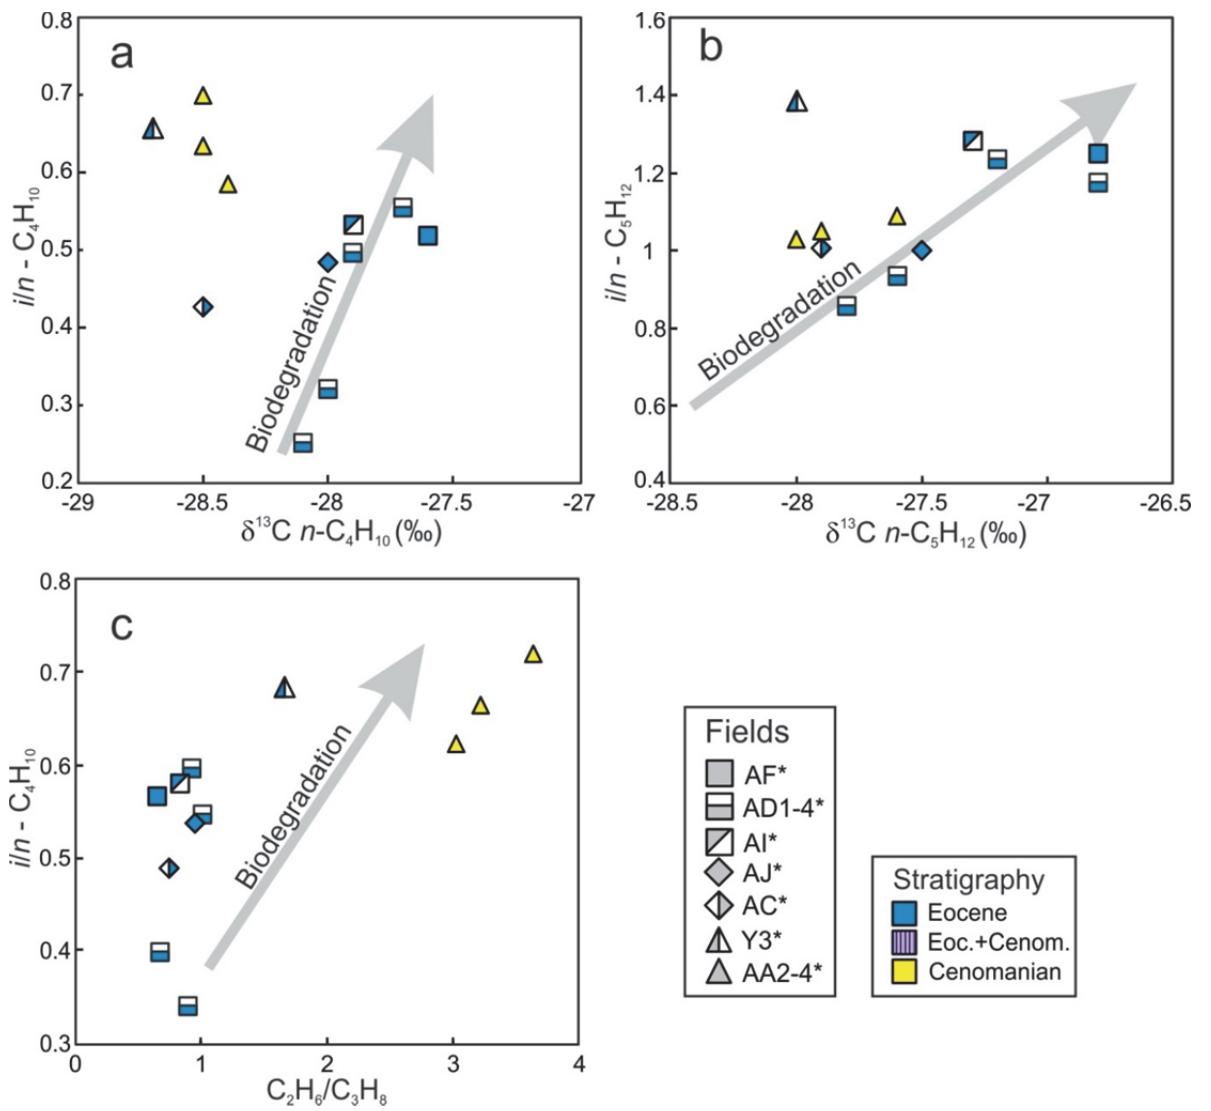 a
0.8
0.7
0.6
0.5
0.4
0.3
0.2
i/n - C₄H₁₀
Biodegradation
-29
-28.5
-28
-27.5
-27
δ¹³C n-C₄H₁₀ (‰)
b
1.6
1.4
1.2
1
0.8
0.6
0.4
i/n - C₅H₁₂
Biodegradation
-28.5
-28
-27.5
-27
-26.5
δ¹³C n-C₅H₁₂ (‰)
c
0.8
0.7
0.6
0.5
0.4
0.3
i/n - C₄H₁₀
Biodegradation
0
1
2
3
4
C₂H₆/C₃H₈
Fields
AF*
AD1-4*
AI*
AJ*
AC*
Y3*
AA2-4*
Stratigraphy
Eocene
Eoc.+Cenom.
Cenomanian